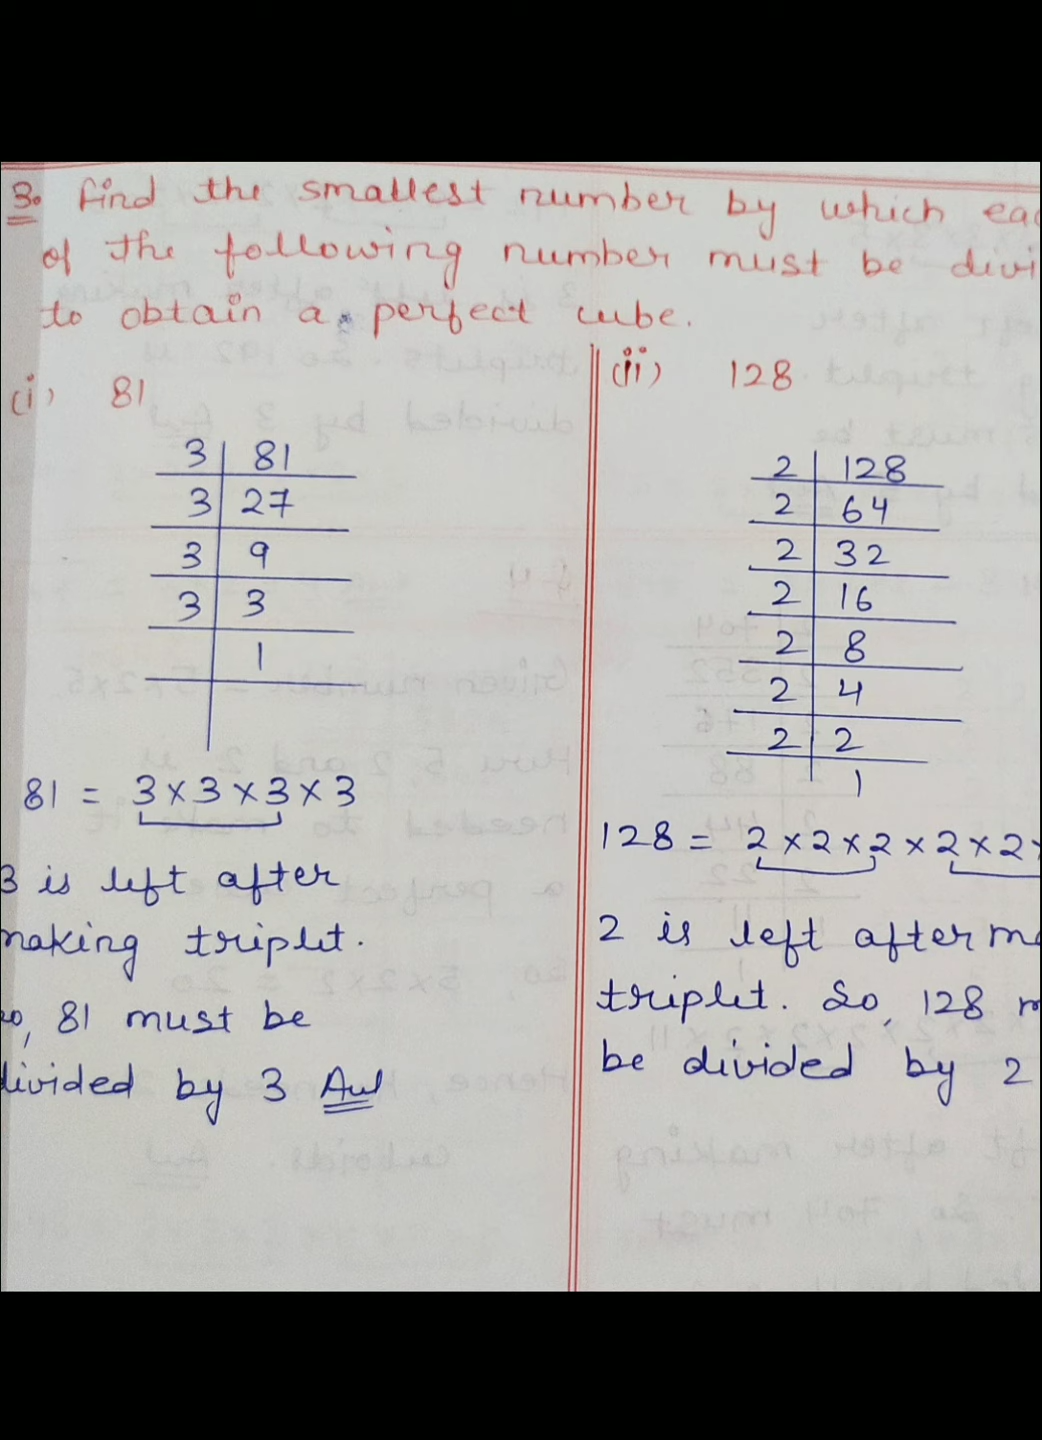 3. Find the smallest number by which eac
of the following number must be divi
to obtain a perfect cube.
(i) 81
3 | 81
3 | 27
3 | 9
3 | 3
1
81 = 3×3×3×3
3 is left after
making triplet.
so, 81 must be
divided by 3 Ans
(ii) 128
2 | 128
2 | 64
2 | 32
2 | 16
2 | 8
2 | 4
2 | 2
1
128 = 2×2×2×2×2×
2 is left after ma
triplet. So, 128 m
be divided by 2